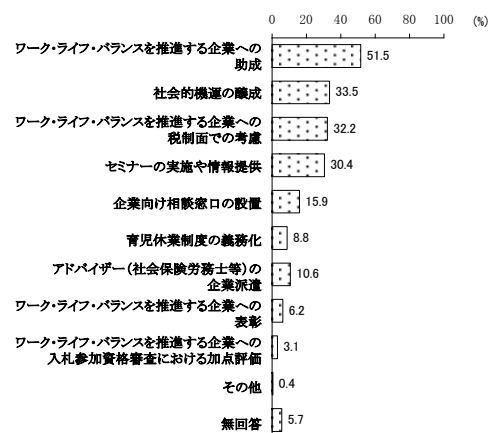 0 20 40 60 80 100 (%)
ワーク・ライフ・バランスを推進する企業への
助成
51.5
社会的機運の醸成
33.5
ワーク・ライフ・バランスを推進する企業への
税制面での考慮
32.2
セミナーの実施や情報提供
30.4
企業向け相談窓口の設置
15.9
育児休業制度の義務化
8.8
アドバイザー(社会保険労務士等)の
企業派遣
10.6
ワーク・ライフ・バランスを推進する企業への
表彰
6.2
ワーク・ライフ・バランスを推進する企業への
入札参加資格審査における加点評価
3.1
その他
0.4
無回答
5.7